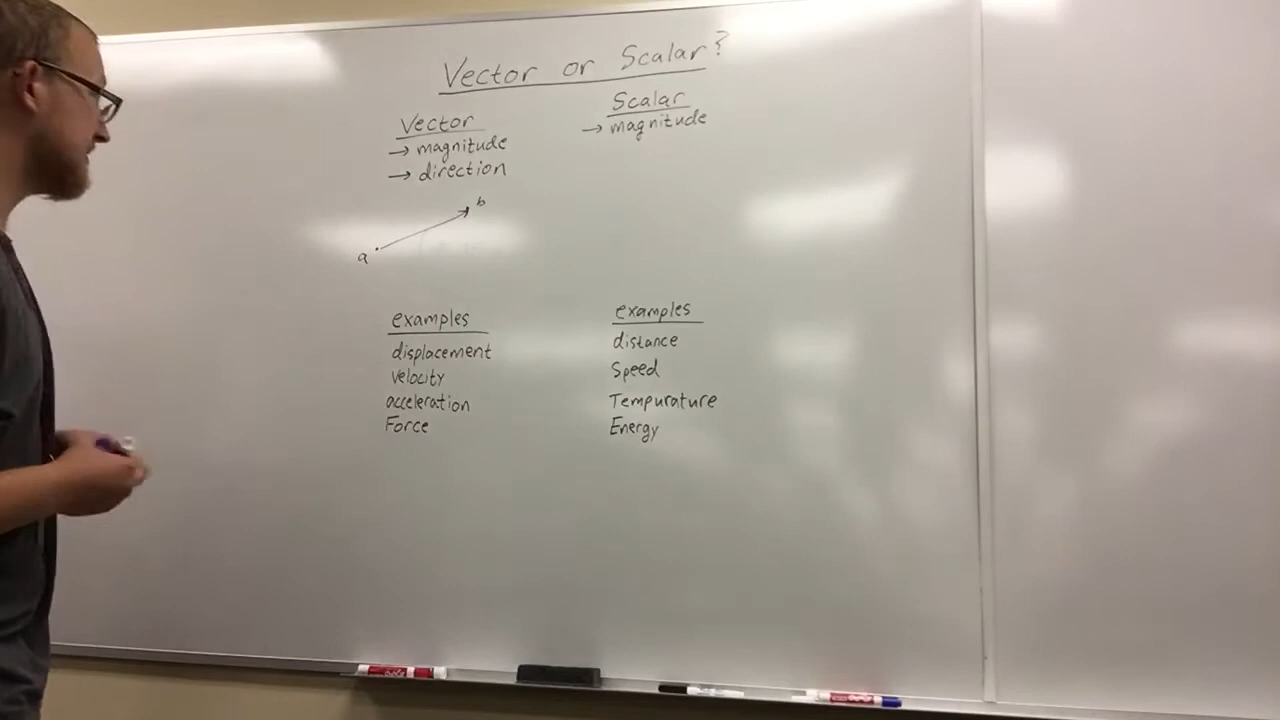 Vector or Scalar?
Vector
→ magnitude
→ direction
a
b
examples
displacement
velocity
acceleration
Force
Scalar
→ magnitude
examples
distance
Speed
Tempurature
Energy